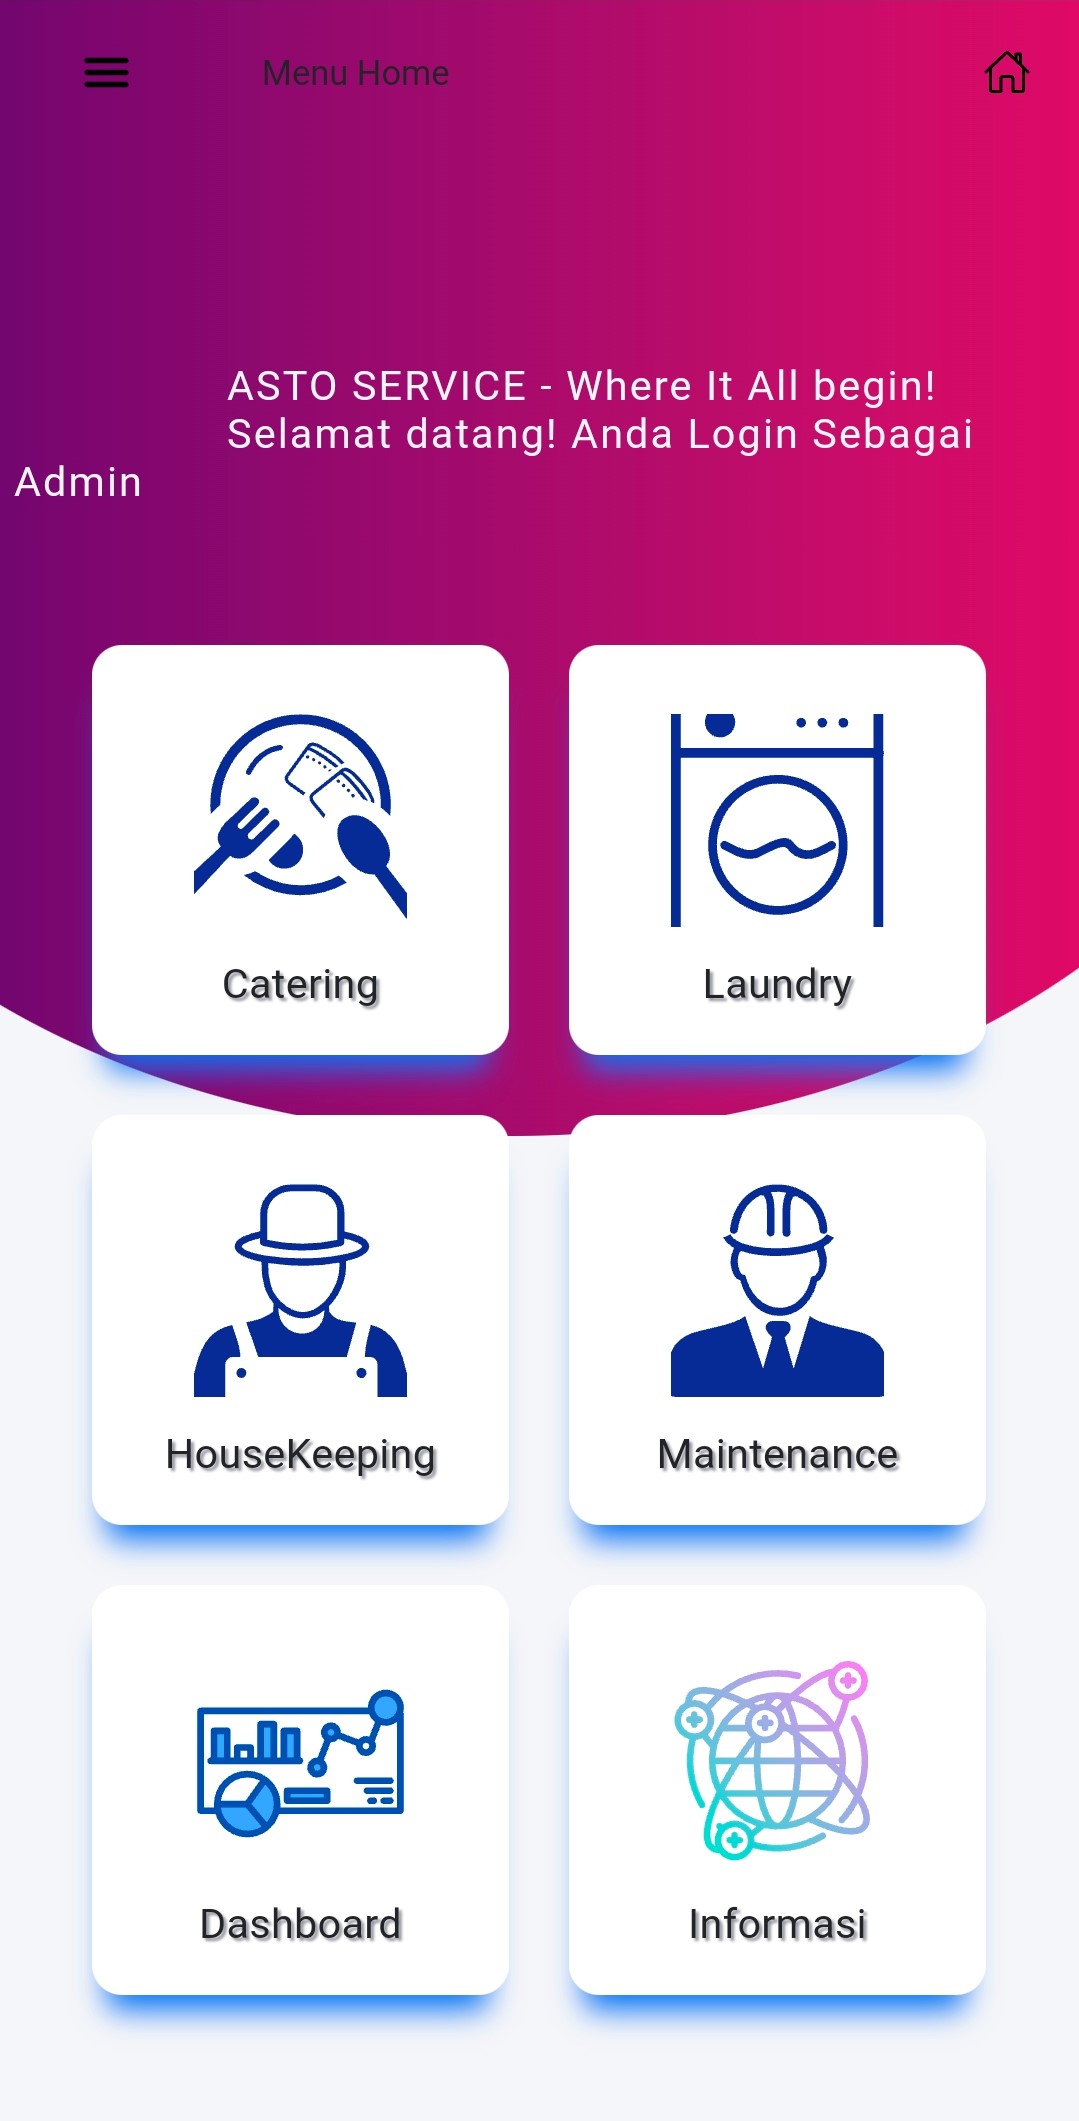 Menu Home
ASTO SERVICE - Where It All begin!
Selamat datang! Anda Login Sebagai
Admin
Catering
Laundry
HouseKeeping
Maintenance
Dashboard
Informasi